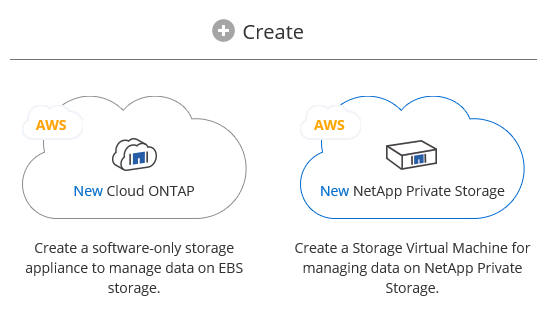 Create
AWS
New Cloud ONTAP
Create a software-only storage
appliance to manage data on EBS
storage.
AWS
New NetApp Private Storage
Create a Storage Virtual Machine for
managing data on NetApp Private
Storage.